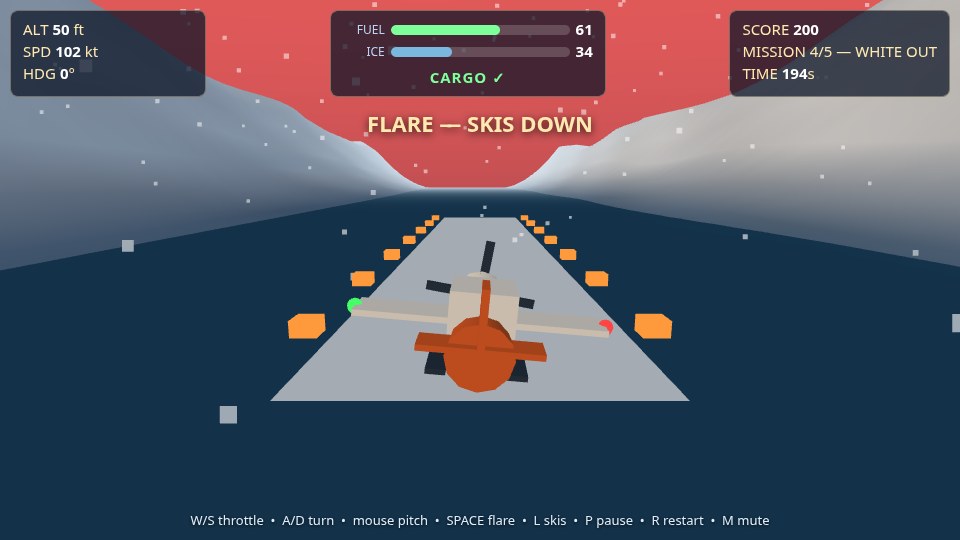 ALT 50 ft
SPD 102 kt
HDG 0°
FUEL 61
ICE 34
CARGO ✓
SCORE 200
MISSION 4/5 — WHITE OUT
TIME 194s
FLARE — SKIS DOWN
W/S throttle • A/D turn • mouse pitch • SPACE flare • L skis • P pause • R restart • M mute